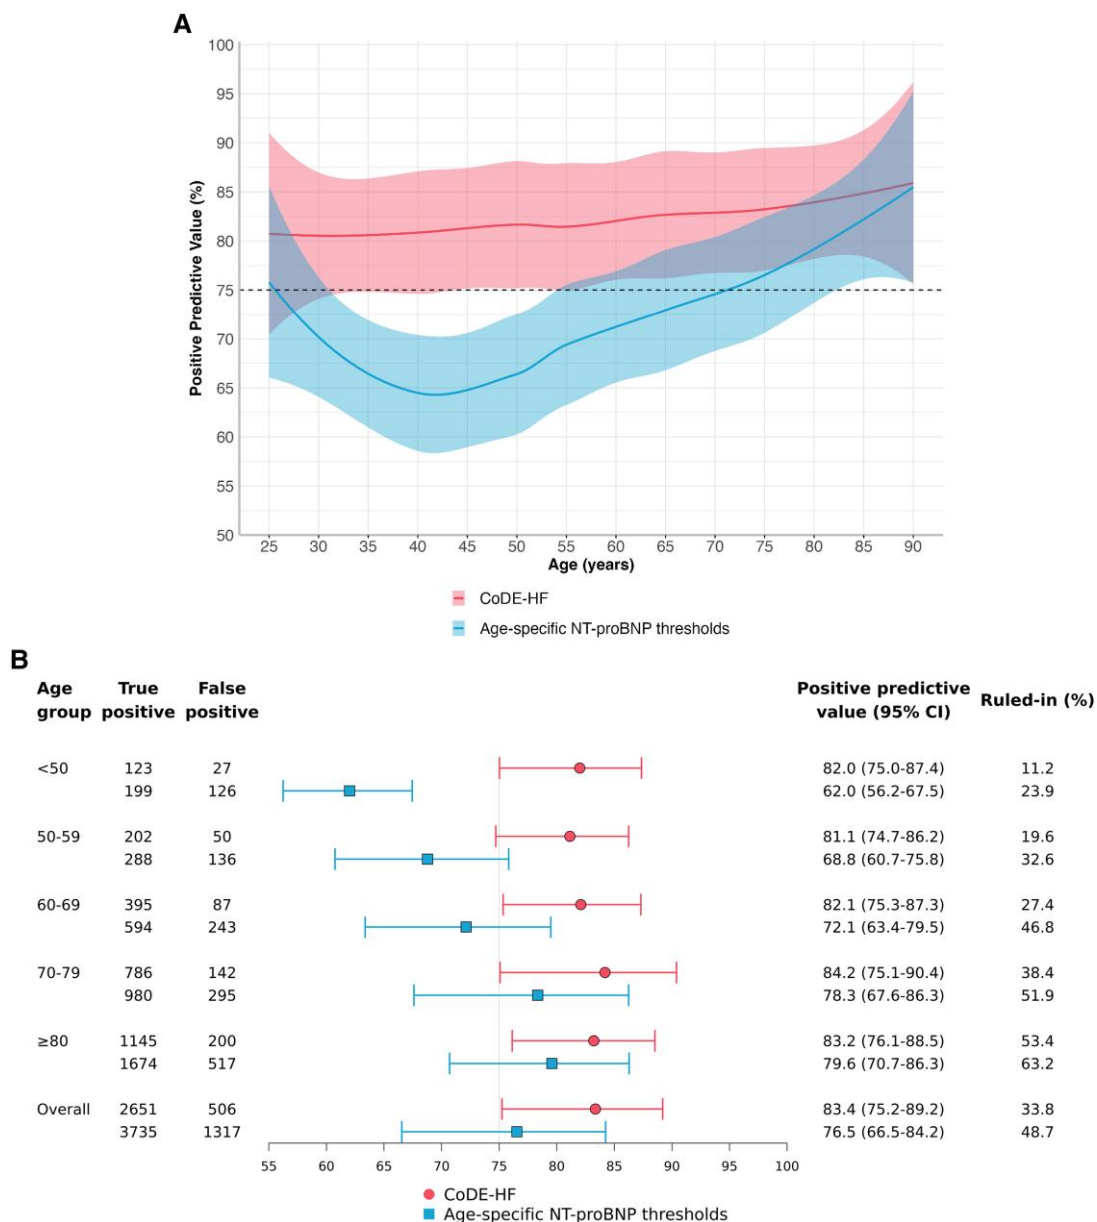 A
Positive Predictive Value (%)
100
95
90
85
80
75
70
65
60
55
50
25 30 35 40 45 50 55 60 65 70 75 80 85 90
Age (years)
CoDE-HF
Age-specific NT-proBNP thresholds
B
Age group True positive False positive Positive predictive value (95% CI) Ruled-in (%)
<50 123 27 82.0 (75.0-87.4) 11.2
199 126 62.0 (56.2-67.5) 23.9
50-59 202 50 81.1 (74.7-86.2) 19.6
288 136 68.8 (60.7-75.8) 32.6
60-69 395 87 82.1 (75.3-87.3) 27.4
594 243 72.1 (63.4-79.5) 46.8
70-79 786 142 84.2 (75.1-90.4) 38.4
980 295 78.3 (67.6-86.3) 51.9
≥80 1145 200 83.2 (76.1-88.5) 53.4
1674 517 79.6 (70.7-86.3) 63.2
Overall 2651 506 83.4 (75.2-89.2) 33.8
3735 1317 76.5 (66.5-84.2) 48.7
55 60 65 70 75 80 85 90 95 100
CoDE-HF
Age-specific NT-proBNP thresholds